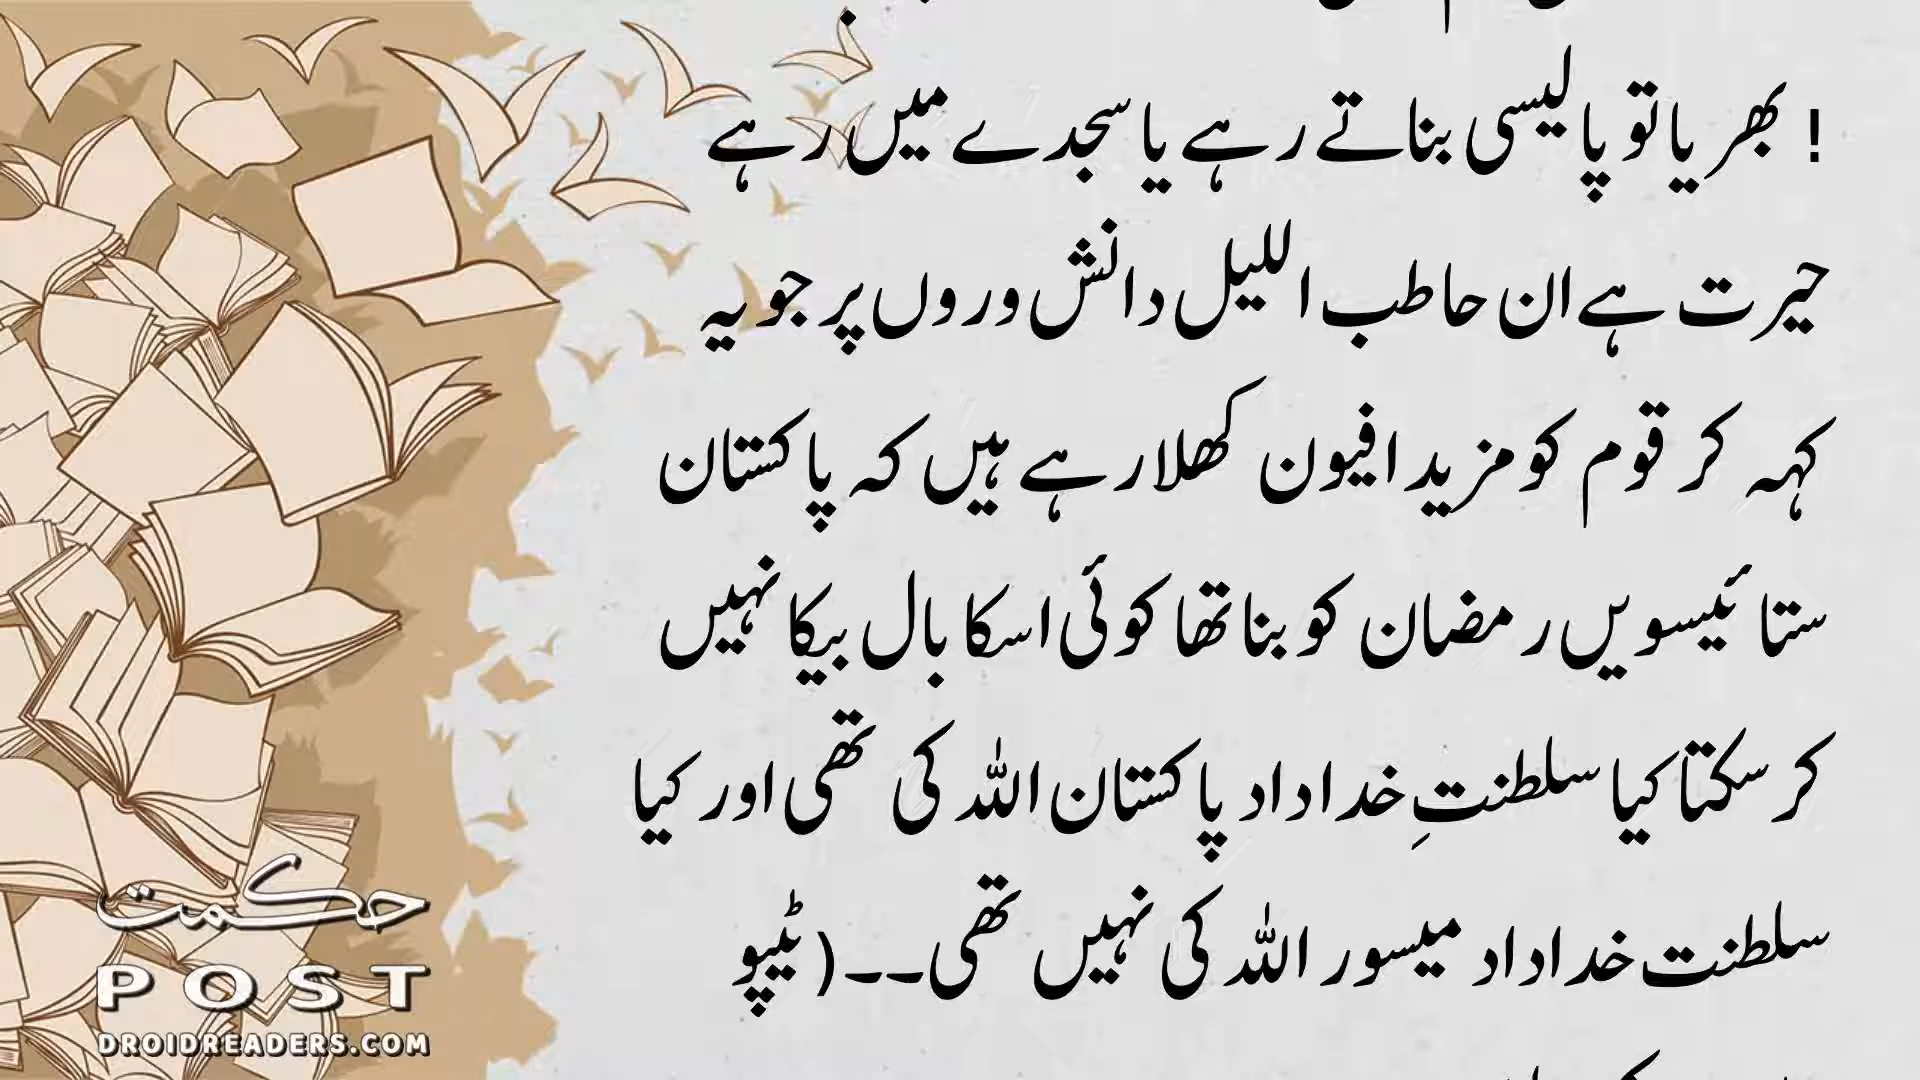 ! بھر یا تو پالیسی بناتے رہے یا سجدے میں رہے
حیرت ہے ان حاطب اللیل دانش وروں پر جو یہ
کہہ کر قوم کو مزید افیون کھلا رہے ہیں کہ پاکستان
ستائیسویں رمضان کو بنا تھا کوئی اسکا بال بیکا نہیں
کر سکتا کیا سلطنتِ خداداد پاکستان اللہ کی تھی اور کیا
سلطنت خداداد میسور اللہ کی نہیں تھی۔۔(ٹیپو
حکمت
POST
DROIDREADERS.COM